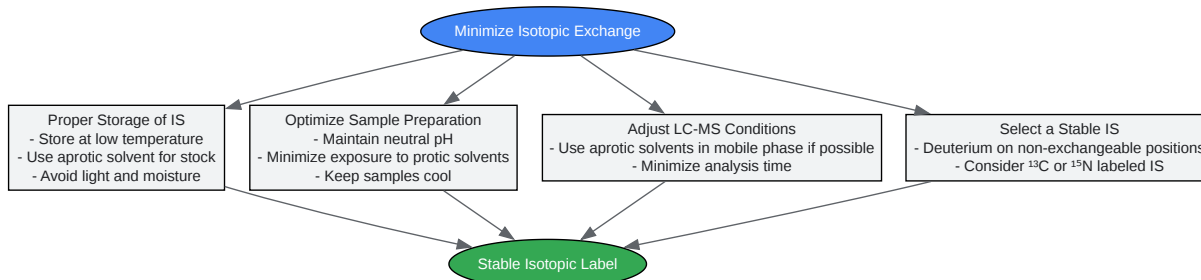 Minimize Isotopic Exchange
Proper Storage of IS
- Store at low temperature
- Use aprotic solvent for stock
- Avoid light and moisture
Optimize Sample Preparation
- Maintain neutral pH
- Minimize exposure to protic solvents
- Keep samples cool
Adjust LC-MS Conditions
- Use aprotic solvents in mobile phase if possible
- Minimize analysis time
Select a Stable IS
- Deuterium on non-exchangeable positions
- Consider ¹³C or ¹⁵N labeled IS
Stable Isotopic Label